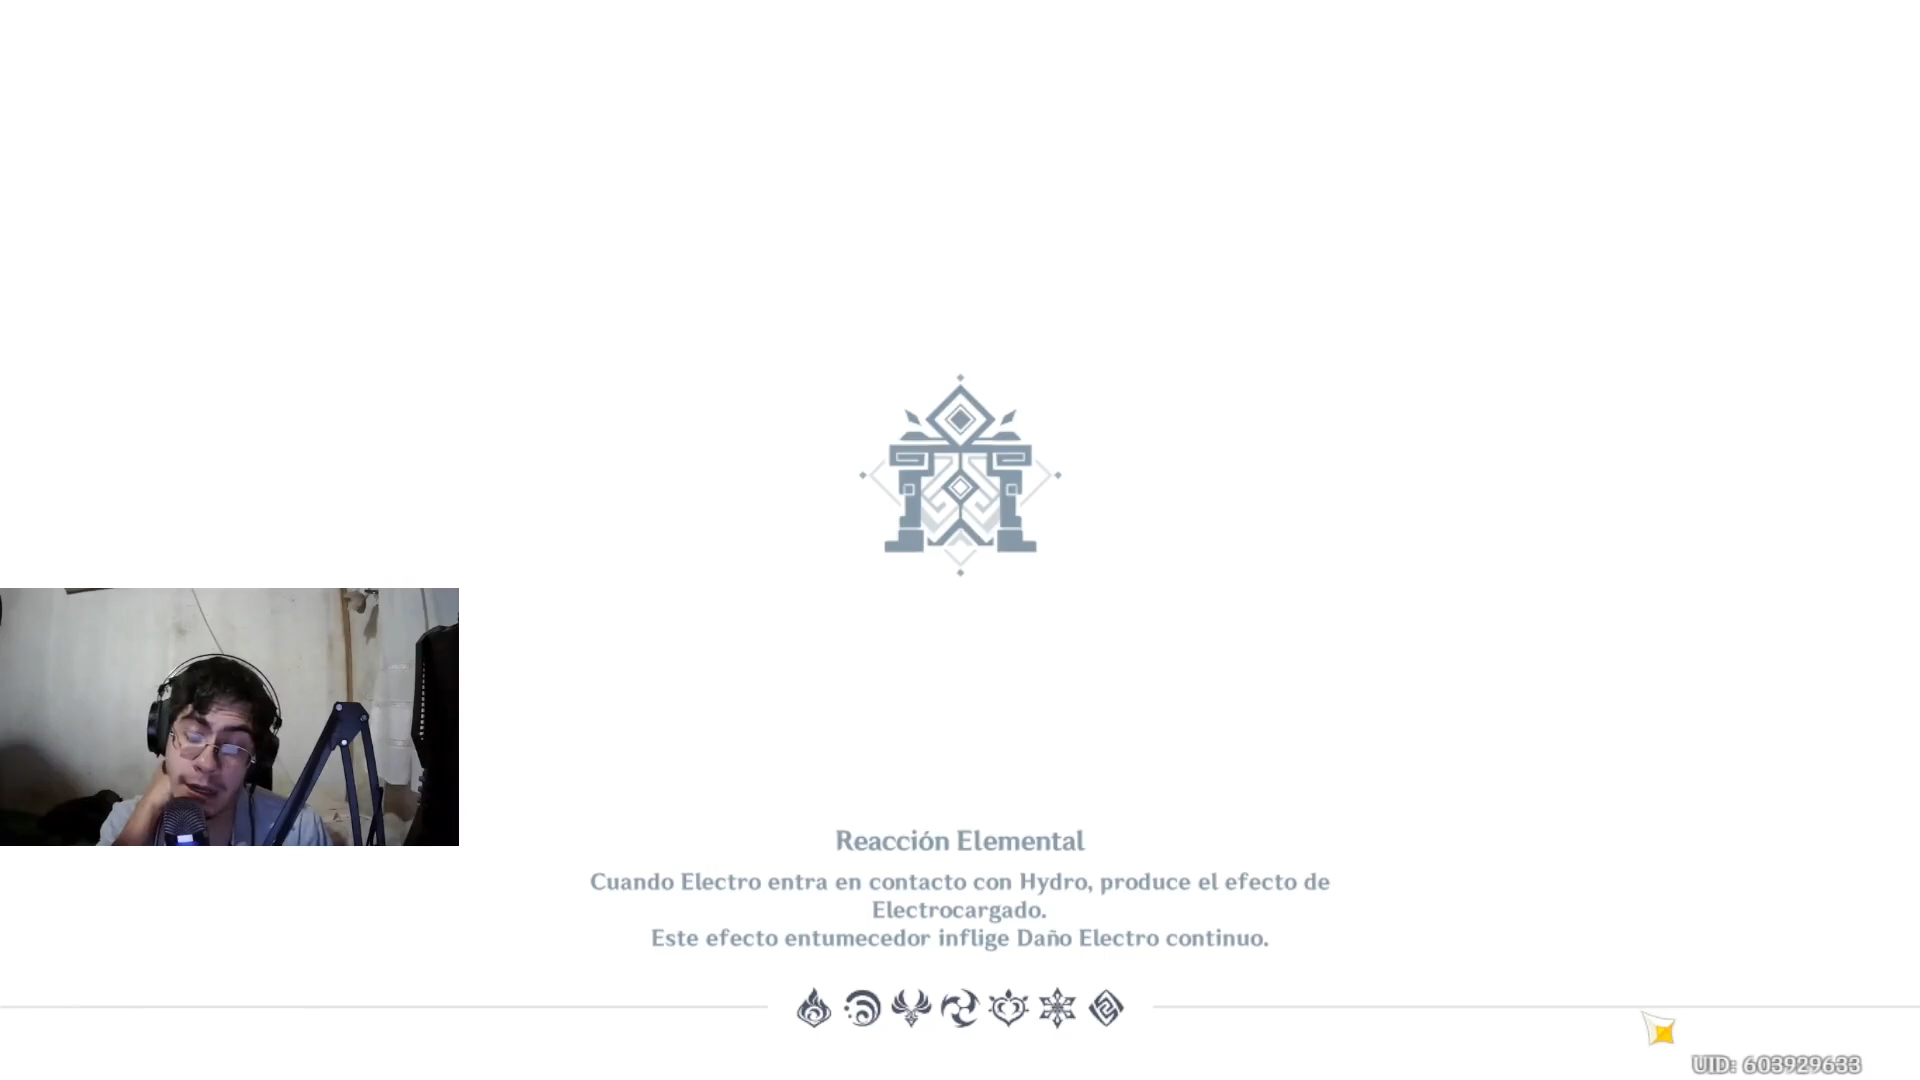 Reacción Elemental
Cuando Electro entra en contacto con Hydro, produce el efecto de
Electrocargado.
Este efecto entumecedor inflige Daño Electro continuo.
UID: 603929633